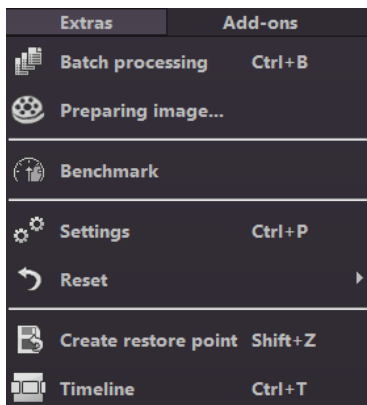 Extras Add-ons
Batch processing Ctrl+B
Preparing image...
Benchmark
Settings Ctrl+P
Reset
Create restore point Shift+Z
Timeline Ctrl+T